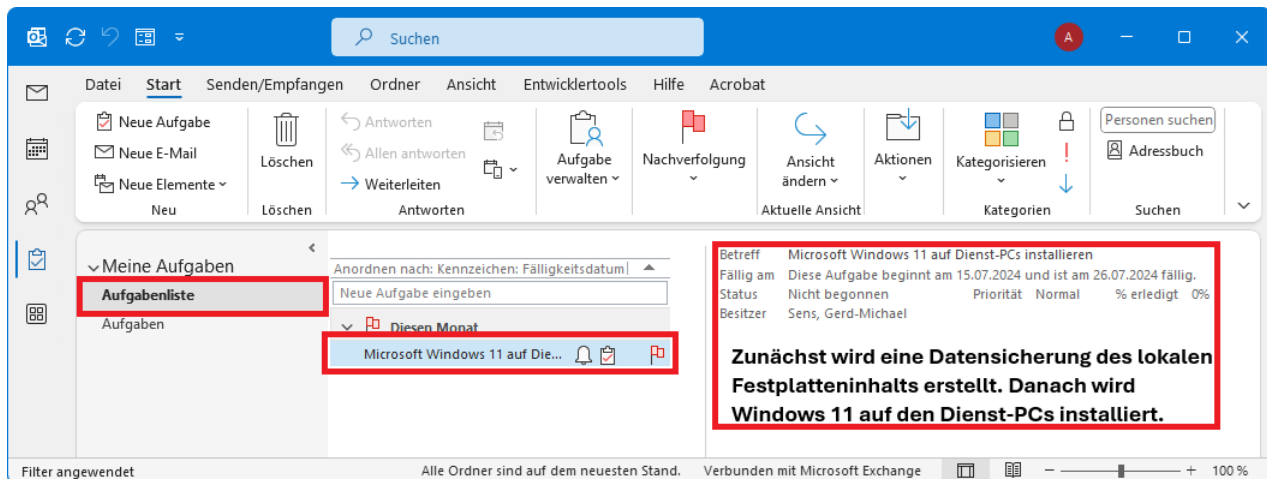 Suchen
A
Datei Start Senden/Empfangen Ordner Ansicht Entwicklertools Hilfe Acrobat
Neue Aufgabe
Neue E-Mail
Neue Elemente
Neu
Löschen
Löschen
Antworten
Allen antworten
Weiterleiten
Antworten
Aufgabe
verwalten
Nachverfolgung
Ansicht
ändern
Aktuelle Ansicht
Aktionen
Kategorisieren
Kategorien
Personen suchen
Adressbuch
Suchen
Meine Aufgaben
Aufgabenliste
Aufgaben
Anordnen nach: Kennzeichen: Fälligkeitsdatum
Neue Aufgabe eingeben
Diesen Monat
Microsoft Windows 11 auf Die...
Betreff Microsoft Windows 11 auf Dienst-PCs installieren
Fällig am Diese Aufgabe beginnt am 15.07.2024 und ist am 26.07.2024 fällig.
Status Nicht begonnen Priorität Normal % erledigt 0%
Besitzer Sens, Gerd-Michael
Zunächst wird eine Datensicherung des lokalen
Festplatteninhalts erstellt. Danach wird
Windows 11 auf den Dienst-PCs installiert.
Filter angewendet Alle Ordner sind auf dem neuesten Stand. Verbunden mit Microsoft Exchange 100 %